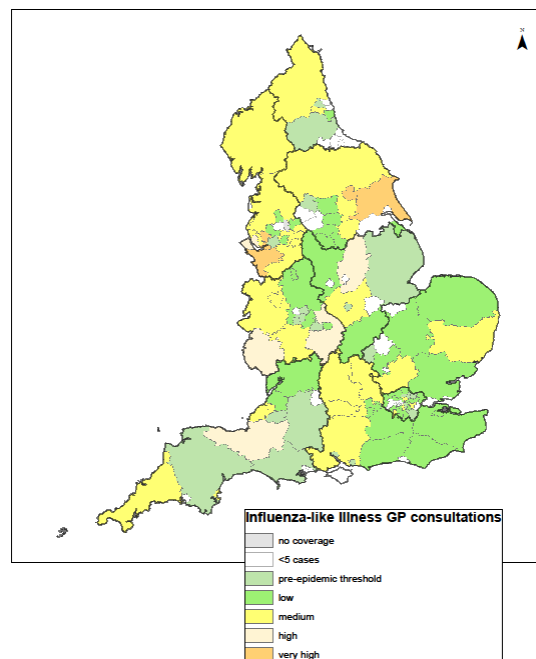 N
Influenza-like Illness GP consultations
no coverage
<5 cases
pre-epidemic threshold
low
medium
high
very high